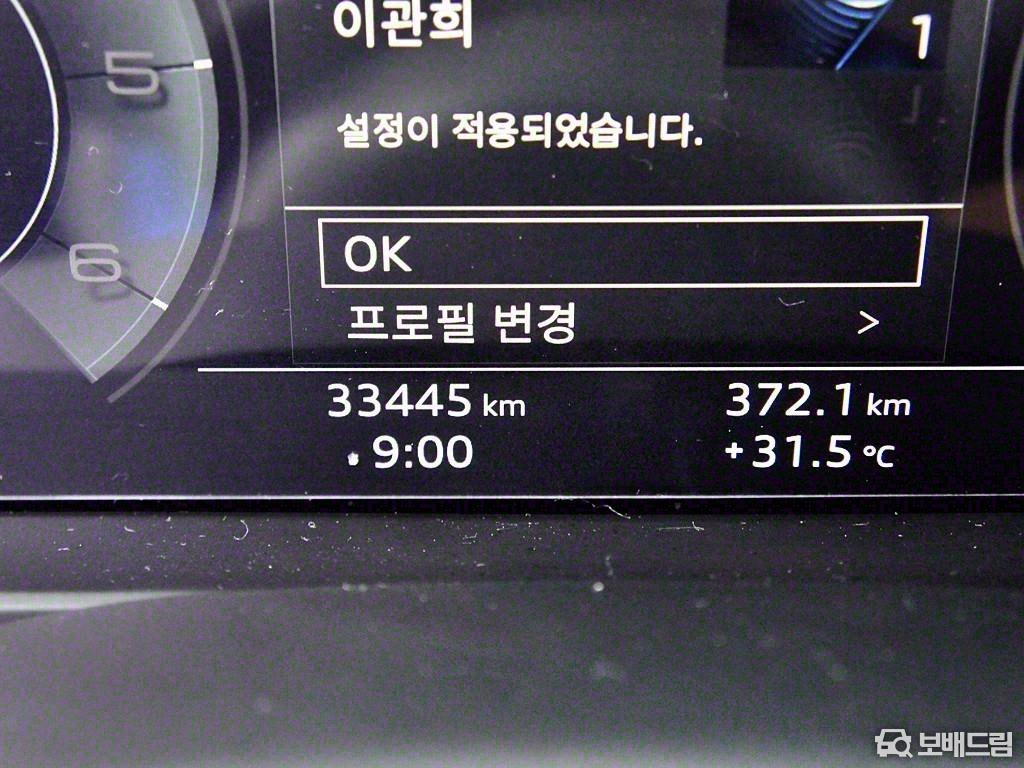 이관희
1
5
설정이 적용되었습니다.
OK
6
프로필 변경 >
33445 km 372.1 km
9:00 +31.5 °C
보배드림